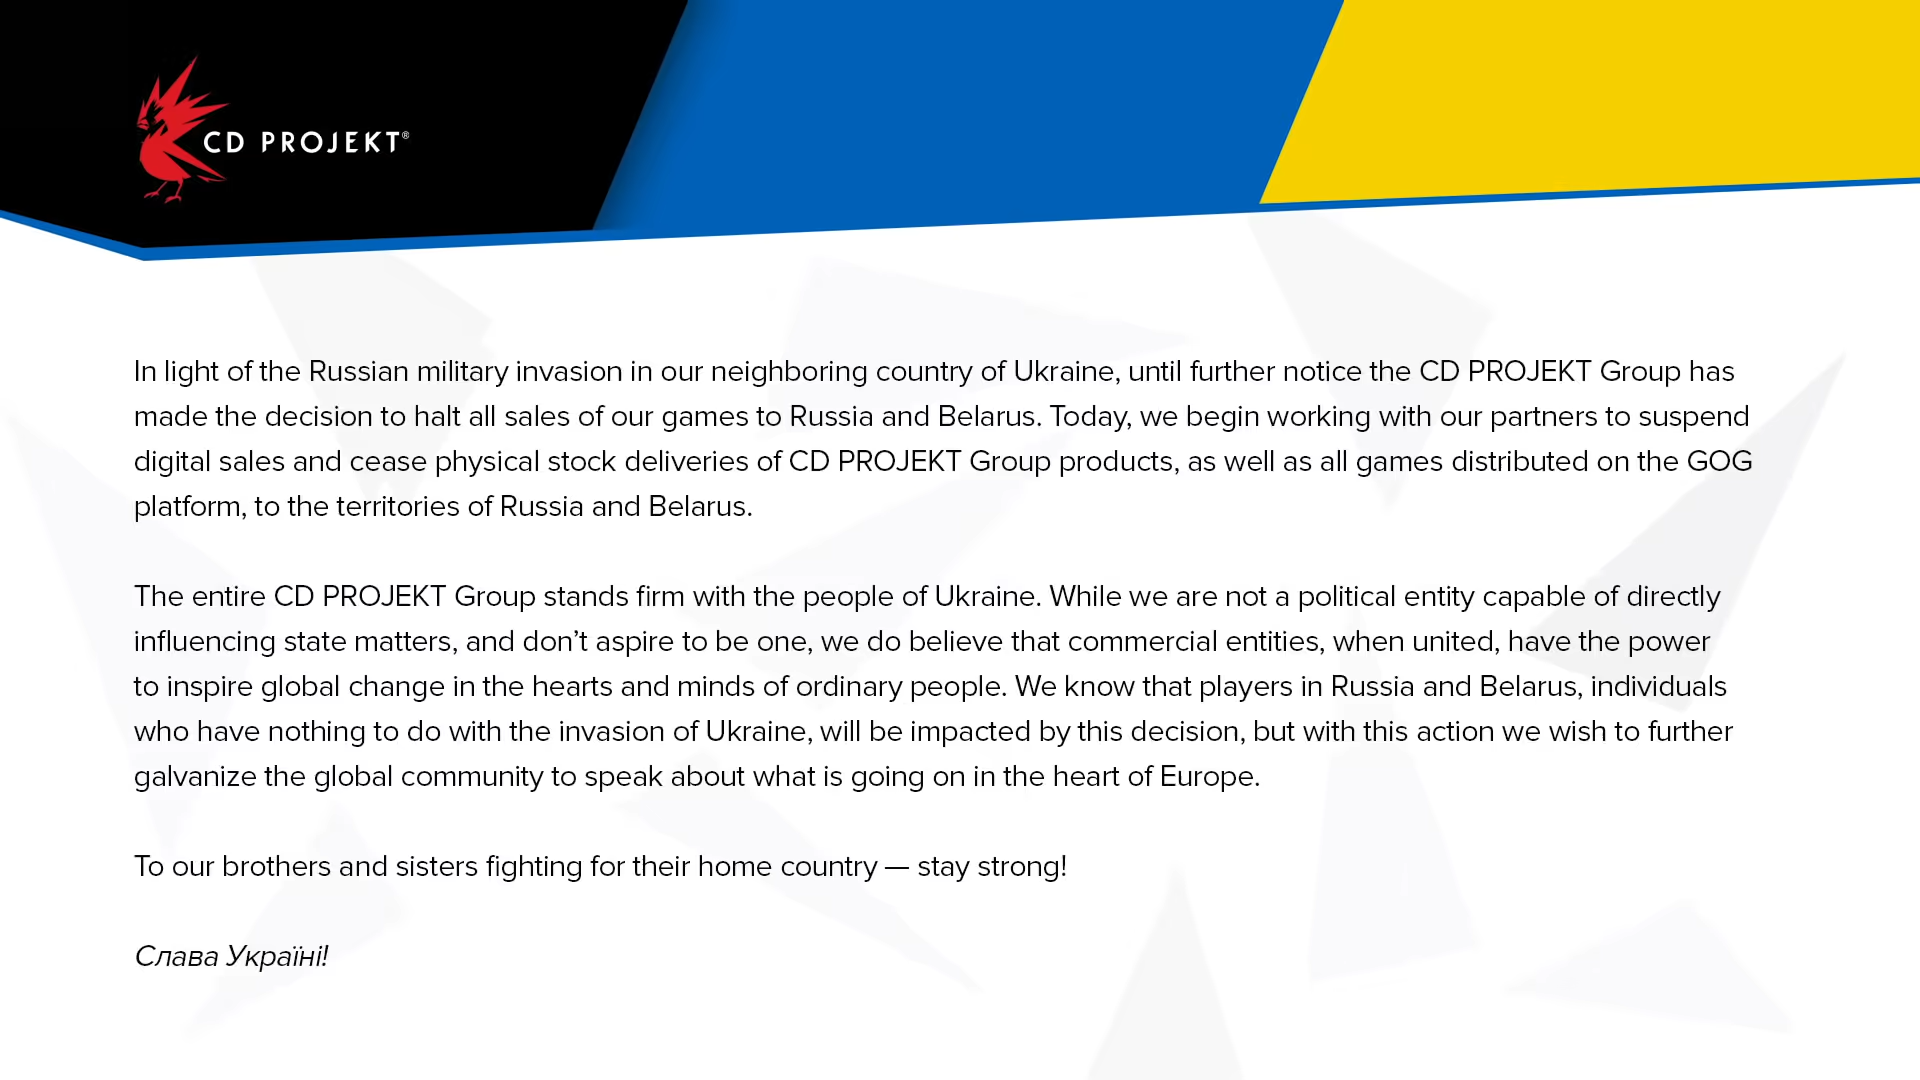 CD PROJEKT®
In light of the Russian military invasion in our neighboring country of Ukraine, until further notice the CD PROJEKT Group has
made the decision to halt all sales of our games to Russia and Belarus. Today, we begin working with our partners to suspend
digital sales and cease physical stock deliveries of CD PROJEKT Group products, as well as all games distributed on the GOG
platform, to the territories of Russia and Belarus.
The entire CD PROJEKT Group stands firm with the people of Ukraine. While we are not a political entity capable of directly
influencing state matters, and don’t aspire to be one, we do believe that commercial entities, when united, have the power
to inspire global change in the hearts and minds of ordinary people. We know that players in Russia and Belarus, individuals
who have nothing to do with the invasion of Ukraine, will be impacted by this decision, but with this action we wish to further
galvanize the global community to speak about what is going on in the heart of Europe.
To our brothers and sisters fighting for their home country — stay strong!
Слава Україні!